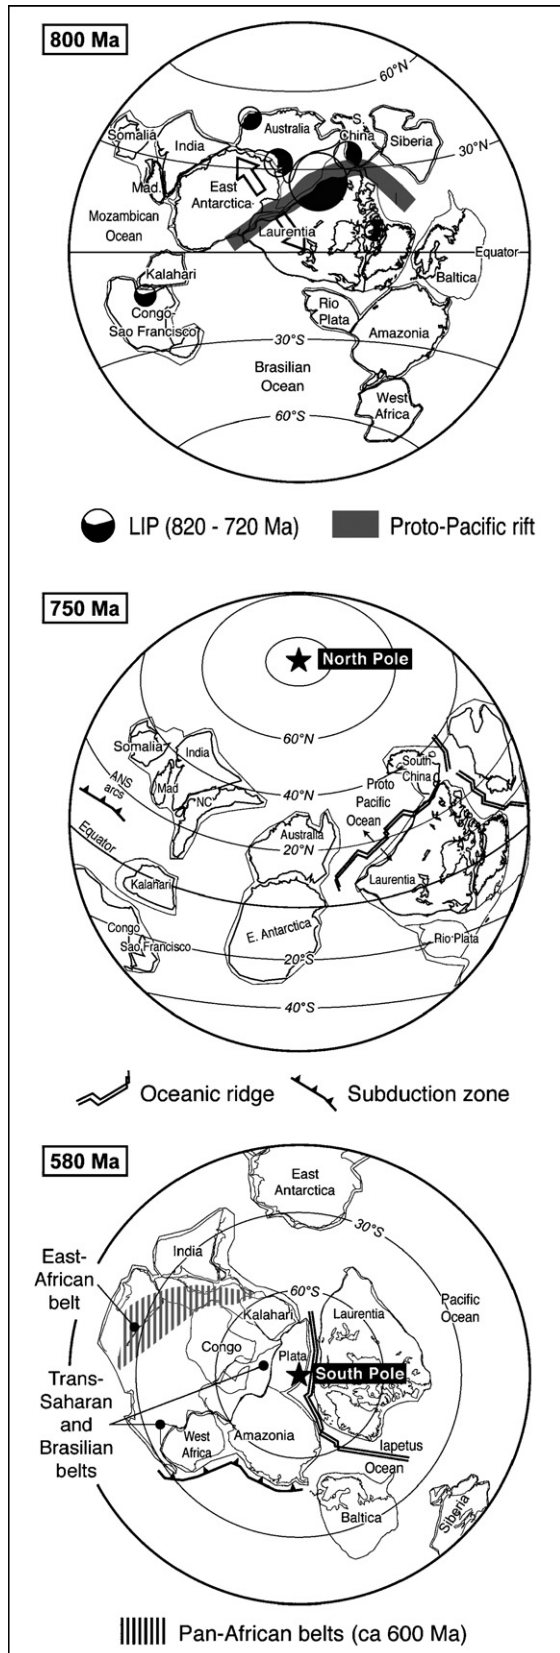 800 Ma
60°N
Somalia
India
Australia
S.
China
Siberia
30°N
Mad.
East
Antarctica
Mozambican
Ocean
Laurentia
Equator
Baltica
Kalahari
Congo-
Sao Francisco
Rio
Plata
Amazonia
30°S
Brasilian
Ocean
West
Africa
60°S
LIP (820 - 720 Ma)
Proto-Pacific rift
750 Ma
North Pole
60°N
Somalia
India
South
China
ANS
arcs
Mad
NC
40°N
Proto
Pacific
Ocean
Australia
20°N
Equator
Kalahari
Laurentia
E. Antarctica
Congo
Sao Francisco
Rio Plata
20°S
40°S
Oceanic ridge
Subduction zone
580 Ma
East
Antarctica
30°S
India
East-
African
belt
60°S
Kalahari
Laurentia
Pacific
Ocean
Congo
Plata
South Pole
Trans-
Saharan
and
Brasilian
belts
West
Africa
Amazonia
Iapetus
Ocean
Baltica
Siberia
Pan-African belts (ca 600 Ma)